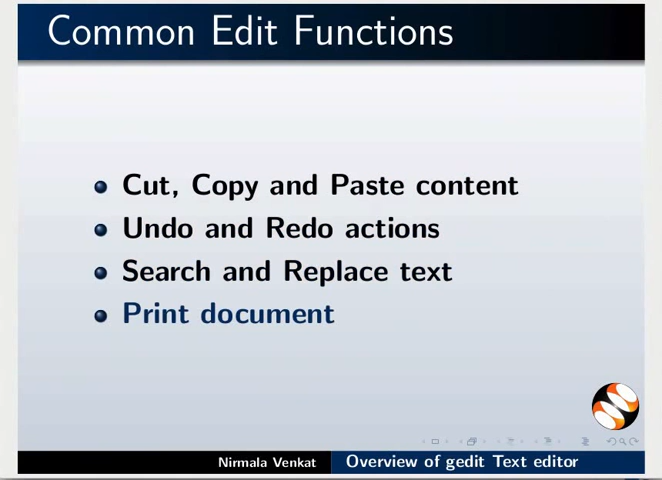 Common Edit Functions
Cut, Copy and Paste content
Undo and Redo actions
Search and Replace text
Print document
Nirmala Venkat
Overview of gedit Text editor